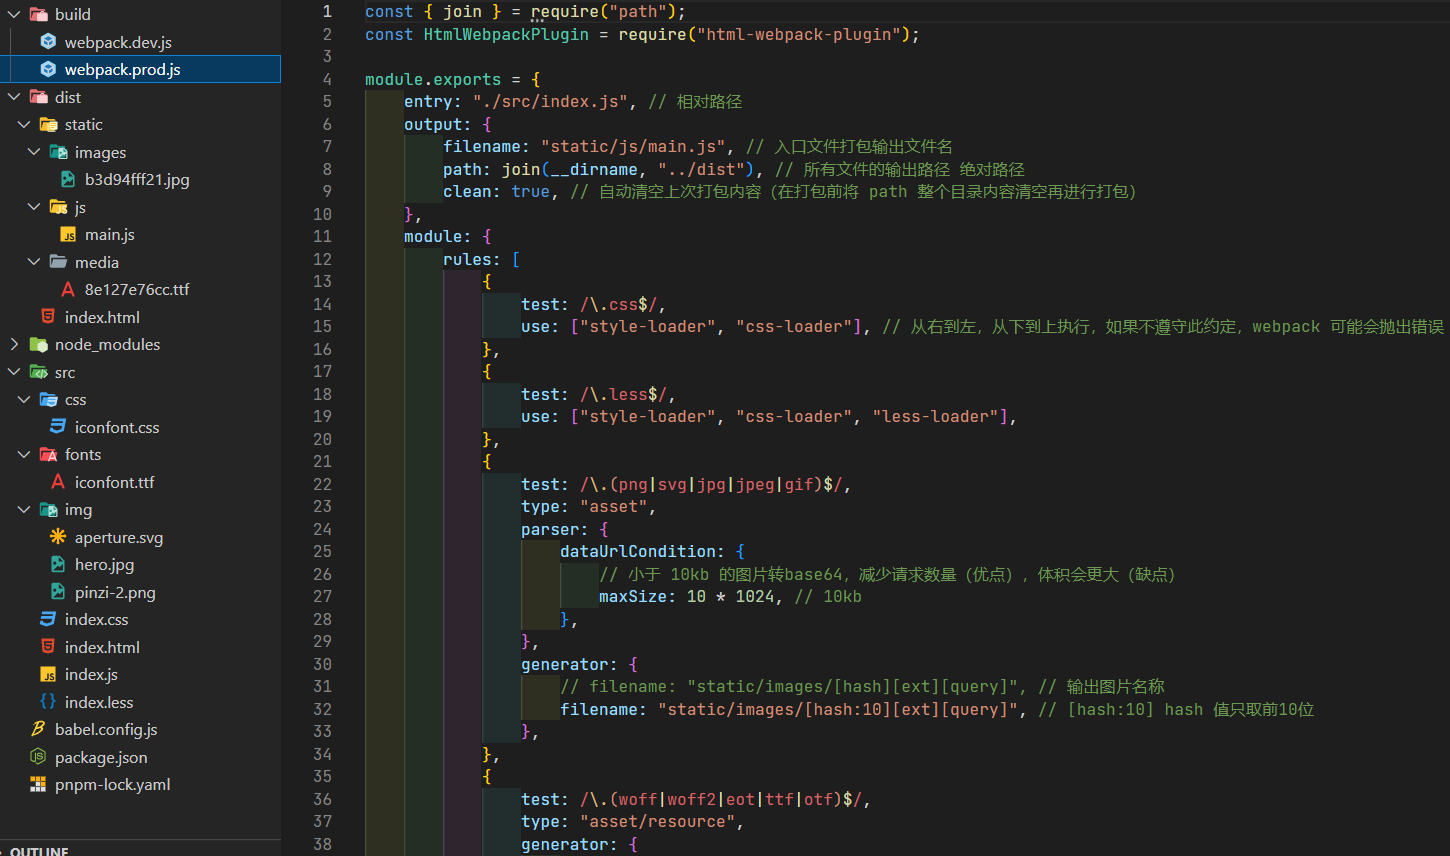 build
webpack.dev.js
webpack.prod.js
dist
static
images
b3d94fff21.jpg
js
main.js
media
8e127e76cc.ttf
index.html
node_modules
src
css
iconfont.css
fonts
iconfont.ttf
img
aperture.svg
hero.jpg
pinzi-2.png
index.css
index.html
index.js
index.less
babel.config.js
package.json
pnpm-lock.yaml
OUTLINE
1 const { join } = require("path");
2 const HtmlWebpackPlugin = require("html-webpack-plugin");
3
4 module.exports = {
5 entry: "./src/index.js", // 相对路径
6 output: {
7 filename: "static/js/main.js", // 入口文件打包输出文件名
8 path: join(__dirname, "../dist"), // 所有文件的输出路径 绝对路径
9 clean: true, // 自动清空上次打包内容（在打包前将 path 整个目录内容清空再进行打包）
10 },
11 module: {
12 rules: [
13 {
14 test: /\.css$/,
15 use: ["style-loader", "css-loader"], // 从右到左，从下到上执行，如果不遵守此约定，webpack 可能会抛出错误
16 },
17 {
18 test: /\.less$/,
19 use: ["style-loader", "css-loader", "less-loader"],
20 },
21 {
22 test: /\.(png|svg|jpg|jpeg|gif)$/,
23 type: "asset",
24 parser: {
25 dataUrlCondition: {
26 // 小于 10kb 的图片转base64，减少请求数量（优点），体积会更大（缺点）
27 maxSize: 10 * 1024, // 10kb
28 },
29 },
30 generator: {
31 // filename: "static/images/[hash][ext][query]", // 输出图片名称
32 filename: "static/images/[hash:10][ext][query]", // [hash:10] hash 值只取前10位
33 },
34 },
35 {
36 test: /\.(woff|woff2|eot|ttf|otf)$/,
37 type: "asset/resource",
38 generator: {